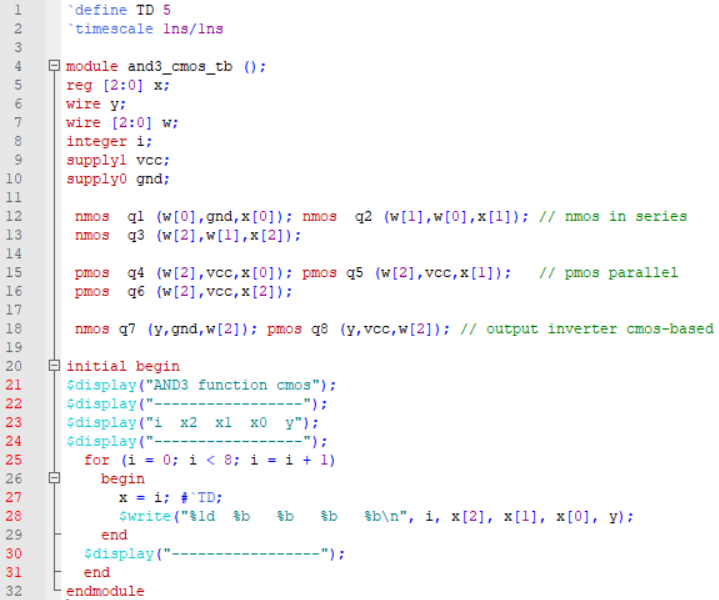 1 `define TD 5
2 `timescale 1ns/1ns
3
4 module and3_cmos_tb ();
5 reg [2:0] x;
6 wire y;
7 wire [2:0] w;
8 integer i;
9 supply1 vcc;
10 supply0 gnd;
11
12 nmos q1 (w[0],gnd,x[0]); nmos q2 (w[1],w[0],x[1]); // nmos in series
13 nmos q3 (w[2],w[1],x[2]);
14
15 pmos q4 (w[2],vcc,x[0]); pmos q5 (w[2],vcc,x[1]); // pmos parallel
16 pmos q6 (w[2],vcc,x[2]);
17
18 nmos q7 (y,gnd,w[2]); pmos q8 (y,vcc,w[2]); // output inverter cmos-based
19
20 initial begin
21 $display("AND3 function cmos");
22 $display("-----------------");
23 $display("i  x2  x1  x0  y");
24 $display("-----------------");
25 for (i = 0; i < 8; i = i + 1)
26 begin
27 x = i; #`TD;
28 $write("%1d  %b   %b   %b   %b\n", i, x[2], x[1], x[0], y);
29 end
30 $display("-----------------");
31 end
32 endmodule